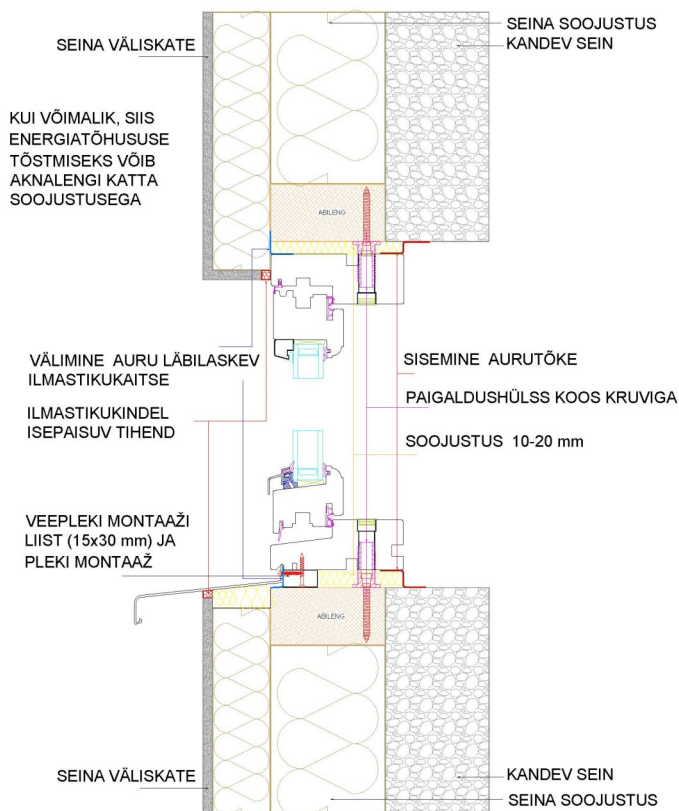 SEINA VÄLISKATE
SEINA SOOJUSTUS
KANDEV SEIN
KUI VÕIMALIK, SIIS
ENERGIATÕHUSUSE
TÕSTMISEKS VÕIB
AKNALENGI KATTA
SOOJUSTUSEGA
ABILENG
VÄLIMINE AURU LÄBILASKEV
ILMASTIKUKAITSE
SISEMINE AURUTÕKE
ILMASTIKUKINDEL
ISEPAISUV TIHEND
PAIGALDUSHÜLSS KOOS KRUVIGA
SOOJUSTUS 10-20 mm
VEEPLEKI MONTAAŽI
LIIST (15x30 mm) JA
PLEKI MONTAAŽ
ABILENG
SEINA VÄLISKATE
KANDEV SEIN
SEINA SOOJUSTUS